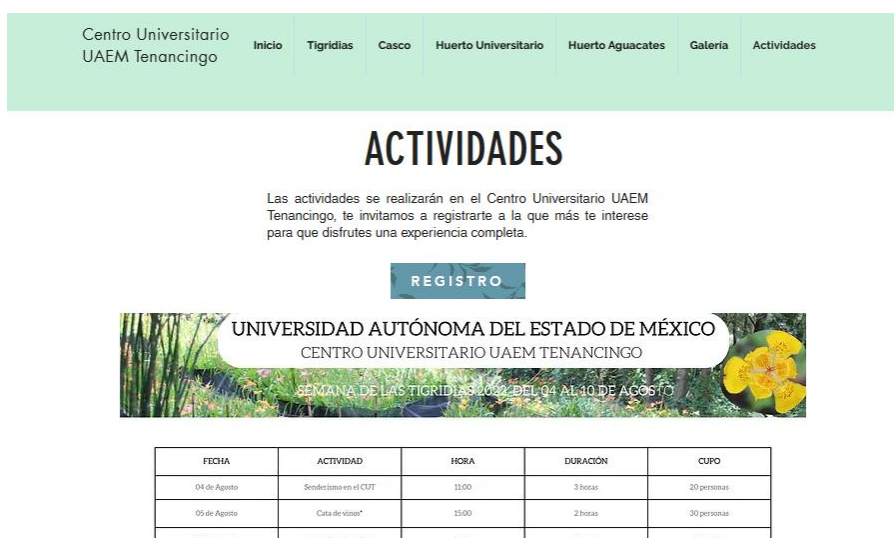 Centro Universitario
UAEM Tenancingo
Inicio Tigridias Casco Huerto Universitario Huerto Aguacates Galería Actividades
ACTIVIDADES
Las actividades se realizarán en el Centro Universitario UAEM
Tenancingo, te invitamos a registrarte a la que más te interese
para que disfrutes una experiencia completa.
REGISTRO
UNIVERSIDAD AUTÓNOMA DEL ESTADO DE MÉXICO
CENTRO UNIVERSITARIO UAEM TENANCINGO
SEMANA DE LAS TIGRIDIAS DEL 04 AL 10 DE AGOSTO
FECHA ACTIVIDAD HORA DURACIÓN CUPO
04 de Agosto Senderismo en el CUT 11:00 3 horas 20 personas
05 de Agosto Cata de vinos* 15:00 2 horas 30 personas